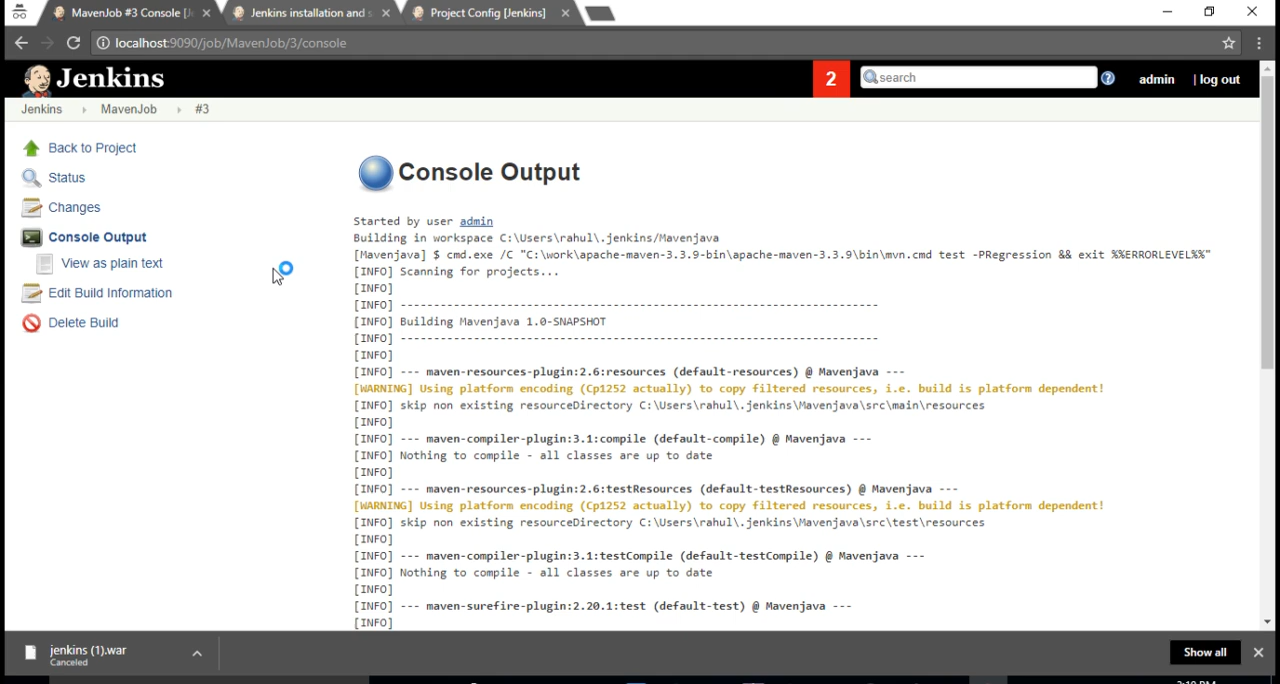 MavenJob #3 Console [J
Jenkins installation and s
Project Config [Jenkins]
localhost:9090/job/MavenJob/3/console
Jenkins
2
search
admin
| log out
Jenkins
MavenJob
#3
Back to Project
Status
Changes
Console Output
View as plain text
Edit Build Information
Delete Build
Console Output
Started by user admin
Building in workspace C:\Users\rahul\.jenkins/Mavenjava
[Mavenjava] $ cmd.exe /C "C:\work\apache-maven-3.3.9-bin\apache-maven-3.3.9\bin\mvn.cmd test -PRegression && exit %%ERRORLEVEL%%"
[INFO] Scanning for projects...
[INFO]
[INFO] ------------------------------------------------------------------------
[INFO] Building Mavenjava 1.0-SNAPSHOT
[INFO] ------------------------------------------------------------------------
[INFO]
[INFO] --- maven-resources-plugin:2.6:resources (default-resources) @ Mavenjava ---
[WARNING] Using platform encoding (Cp1252 actually) to copy filtered resources, i.e. build is platform dependent!
[INFO] skip non existing resourceDirectory C:\Users\rahul\.jenkins\Mavenjava\src\main\resources
[INFO]
[INFO] --- maven-compiler-plugin:3.1:compile (default-compile) @ Mavenjava ---
[INFO] Nothing to compile - all classes are up to date
[INFO]
[INFO] --- maven-resources-plugin:2.6:testResources (default-testResources) @ Mavenjava ---
[WARNING] Using platform encoding (Cp1252 actually) to copy filtered resources, i.e. build is platform dependent!
[INFO] skip non existing resourceDirectory C:\Users\rahul\.jenkins\Mavenjava\src\test\resources
[INFO]
[INFO] --- maven-compiler-plugin:3.1:testCompile (default-testCompile) @ Mavenjava ---
[INFO] Nothing to compile - all classes are up to date
[INFO]
[INFO] --- maven-surefire-plugin:2.20.1:test (default-test) @ Mavenjava ---
[INFO]
jenkins (1).war
Canceled
Show all